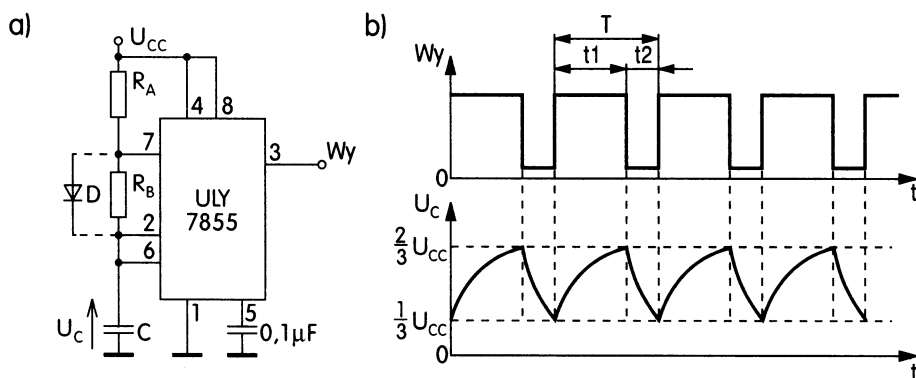 a)
U_CC
R_A
4
8
7
3
Wy
D
R_B
ULY
7855
2
6
1
5
U_C
C
0,1µF
b)
T
Wy
t1
t2
0
t
U_C
2/3 U_CC
1/3 U_CC
0
t